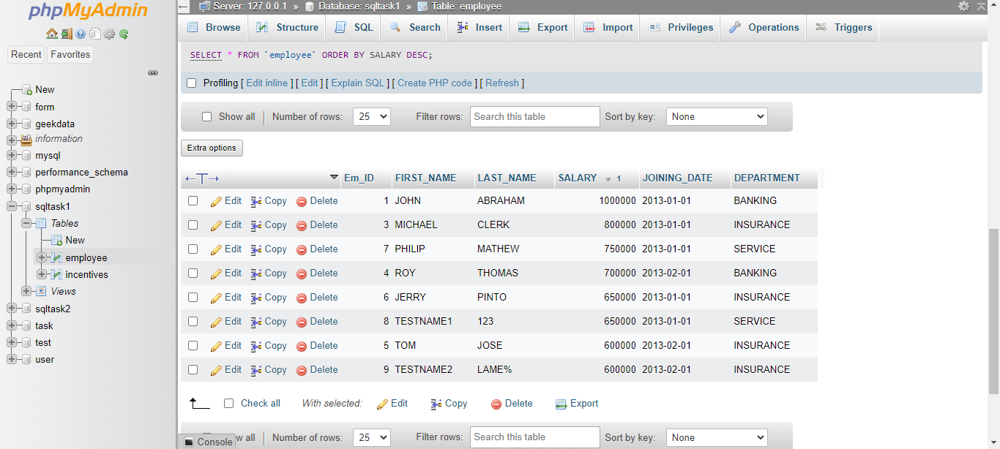 phpMyAdmin
Recent Favorites
New
form
geekdata
information
mysql
performance_schema
phpmyadmin
sqltask1
Tables
New
employee
incentives
Views
sqltask2
task
test
user
Server: 127.0.0.1 » Database: sqltask1 » Table: employee
Browse Structure SQL Search Insert Export Import Privileges Operations Triggers
SELECT * FROM `employee` ORDER BY SALARY DESC;
Profiling [ Edit inline ] [ Edit ] [ Explain SQL ] [ Create PHP code ] [ Refresh ]
Show all Number of rows: 25 Filter rows: Search this table Sort by key: None
Extra options
←T→ Em_ID FIRST_NAME LAST_NAME SALARY 1 JOINING_DATE DEPARTMENT
Edit Copy Delete 1 JOHN ABRAHAM 1000000 2013-01-01 BANKING
Edit Copy Delete 3 MICHAEL CLERK 800000 2013-01-01 INSURANCE
Edit Copy Delete 7 PHILIP MATHEW 750000 2013-01-01 SERVICE
Edit Copy Delete 4 ROY THOMAS 700000 2013-02-01 BANKING
Edit Copy Delete 6 JERRY PINTO 650000 2013-01-01 INSURANCE
Edit Copy Delete 8 TESTNAME1 123 650000 2013-01-01 SERVICE
Edit Copy Delete 5 TOM JOSE 600000 2013-02-01 INSURANCE
Edit Copy Delete 9 TESTNAME2 LAME% 600000 2013-02-01 INSURANCE
Check all With selected: Edit Copy Delete Export
w all Number of rows: 25 Filter rows: Search this table Sort by key: None
Console